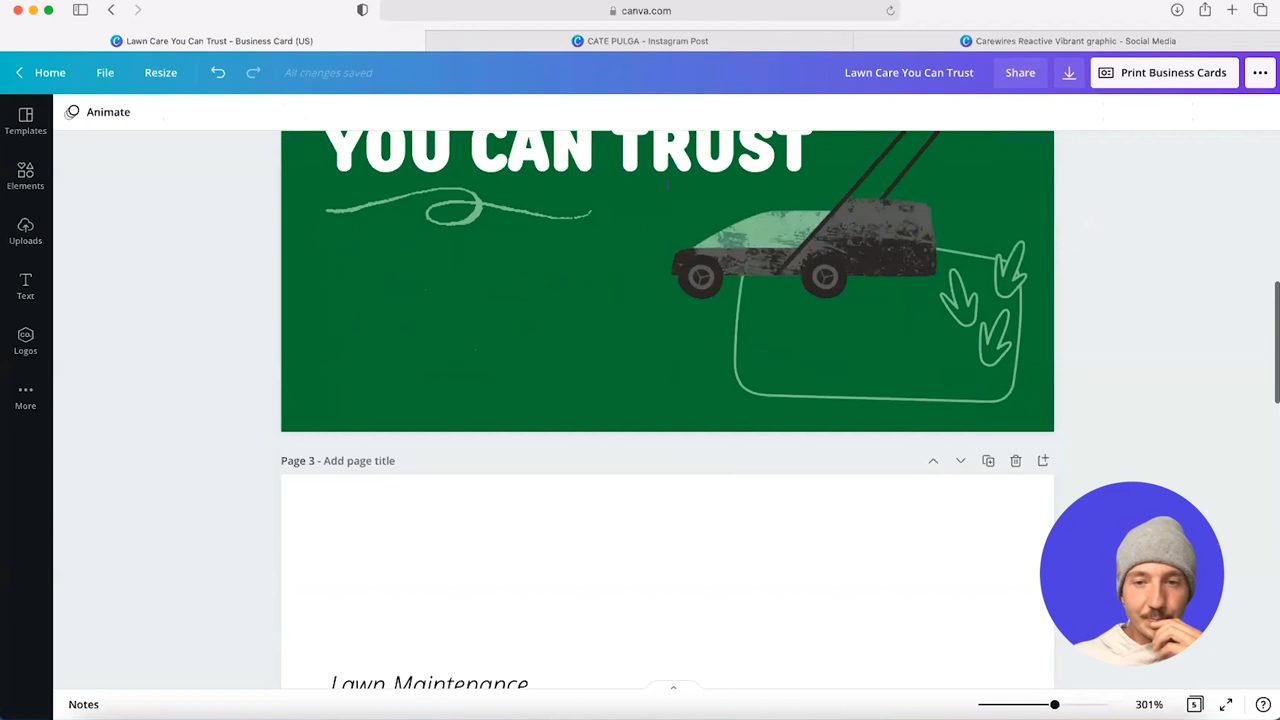 canva.com
Lawn Care You Can Trust - Business Card (US)
CATE PULGA - Instagram Post
Carewires Reactive Vibrant graphic - Social Media
Home
File
Resize
All changes saved
Lawn Care You Can Trust
Share
Print Business Cards
Animate
Templates
Elements
Uploads
Text
CO.
Logos
More
YOU CAN TRUST
Page 3 - Add page title
Lawn Maintenance
Notes
301%
5
?